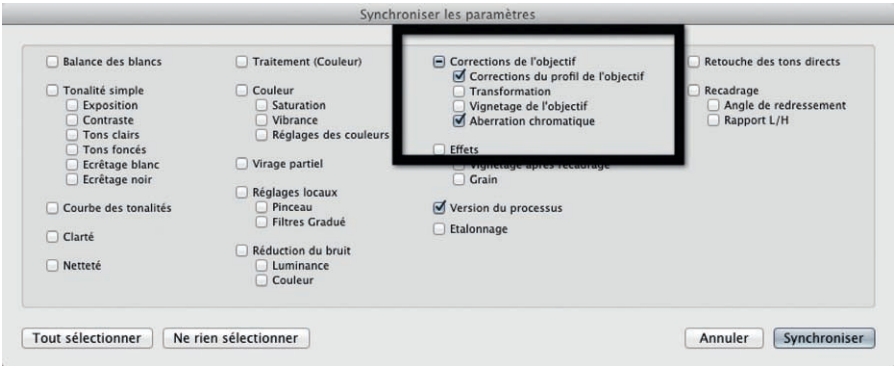 Synchroniser les paramètres
Balance des blancs
Tonalité simple
Exposition
Contraste
Tons clairs
Tons foncés
Ecrêtage blanc
Ecrêtage noir
Courbe des tonalités
Clarté
Netteté
Traitement (Couleur)
Couleur
Saturation
Vibrance
Réglages des couleurs
Virage partiel
Réglages locaux
Pinceau
Filtres Gradué
Réduction du bruit
Luminance
Couleur
Corrections de l'objectif
Corrections du profil de l'objectif
Transformation
Vignetage de l'objectif
Aberration chromatique
Effets
Vignetage après recadrage
Grain
Version du processus
Etalonnage
Retouche des tons directs
Recadrage
Angle de redressement
Rapport L/H
Tout sélectionner
Ne rien sélectionner
Annuler
Synchroniser